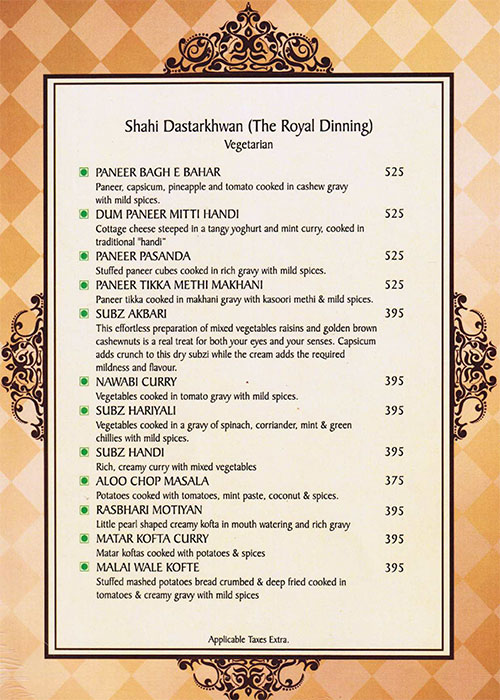 Shahi Dastarkhwan (The Royal Dinning)
Vegetarian
PANEER BAGH E BAHAR 525
Paneer, capsicum, pineapple and tomato cooked in cashew gravy
with mild spices.
DUM PANEER MITTI HANDI 525
Cottage cheese steeped in a tangy yoghurt and mint curry, cooked in
traditional "handi"
PANEER PASANDA 525
Stuffed paneer cubes cooked in rich gravy with mild spices.
PANEER TIKKA METHI MAKHANI 525
Paneer tikka cooked in makhani gravy with kasoori methi & mild spices.
SUBZ AKBARI 395
This effortless preparation of mixed vegetables raisins and golden brown
cashewnuts is a real treat for both your eyes and your senses. Capsicum
adds crunch to this dry subzi while the cream adds the required
mildness and flavour.
NAWABI CURRY 395
Vegetables cooked in tomato gravy with mild spices.
SUBZ HARIYALI 395
Vegetables cooked in a gravy of spinach, corriander, mint & green
chillies with mild spices.
SUBZ HANDI 395
Rich, creamy curry with mixed vegetables
ALOO CHOP MASALA 375
Potatoes cooked with tomatoes, mint paste, coconut & spices.
RASBHARI MOTIYAN 395
Little pearl shaped creamy kofta in mouth watering and rich gravy
MATAR KOFTA CURRY 395
Matar koftas cooked with potatoes & spices
MALAI WALE KOFTE 395
Stuffed mashed potatoes bread crumbed & deep fried cooked in
tomatoes & creamy gravy with mild spices
Applicable Taxes Extra.